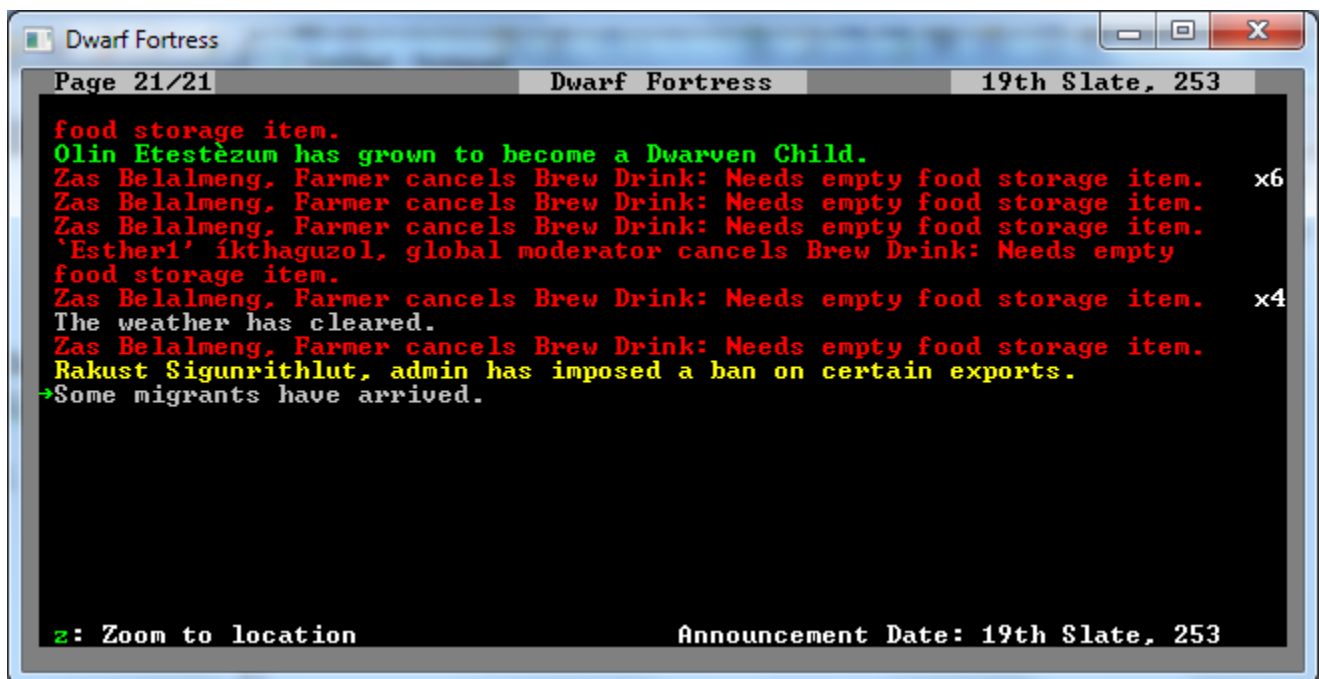 Dwarf Fortress
Page 21/21 Dwarf Fortress 19th Slate, 253
food storage item.
Olin Etestèzum has grown to become a Dwarven Child.
Zas Belalmeng, Farmer cancels Brew Drink: Needs empty food storage item. x6
Zas Belalmeng, Farmer cancels Brew Drink: Needs empty food storage item.
Zas Belalmeng, Farmer cancels Brew Drink: Needs empty food storage item.
`Esther1' íkthaguzol, global moderator cancels Brew Drink: Needs empty
food storage item.
Zas Belalmeng, Farmer cancels Brew Drink: Needs empty food storage item. x4
The weather has cleared.
Zas Belalmeng, Farmer cancels Brew Drink: Needs empty food storage item.
Rakust Sigunrithlut, admin has imposed a ban on certain exports.
→Some migrants have arrived.
z: Zoom to location Announcement Date: 19th Slate, 253